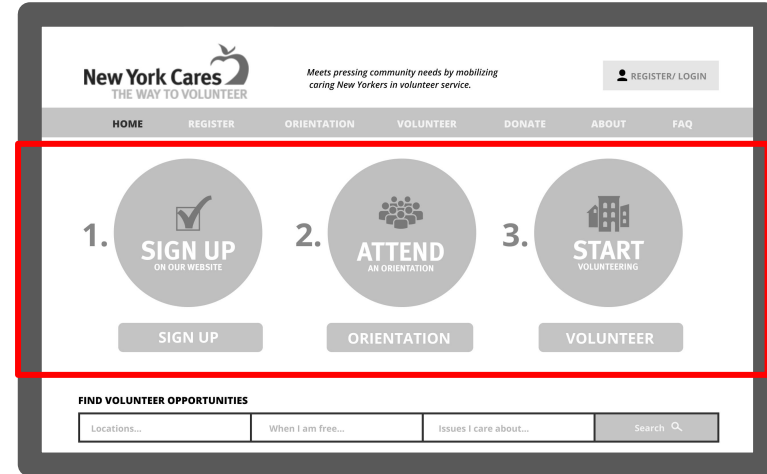 New York Cares
THE WAY TO VOLUNTEER
Meets pressing community needs by mobilizing
caring New Yorkers in volunteer service.
REGISTER/ LOGIN
HOME REGISTER ORIENTATION VOLUNTEER DONATE ABOUT FAQ
1.
SIGN UP
ON OUR WEBSITE
2.
ATTEND
AN ORIENTATION
3.
START
VOLUNTEERING
SIGN UP ORIENTATION VOLUNTEER
FIND VOLUNTEER OPPORTUNITIES
Locations... When I am free... Issues I care about... Search